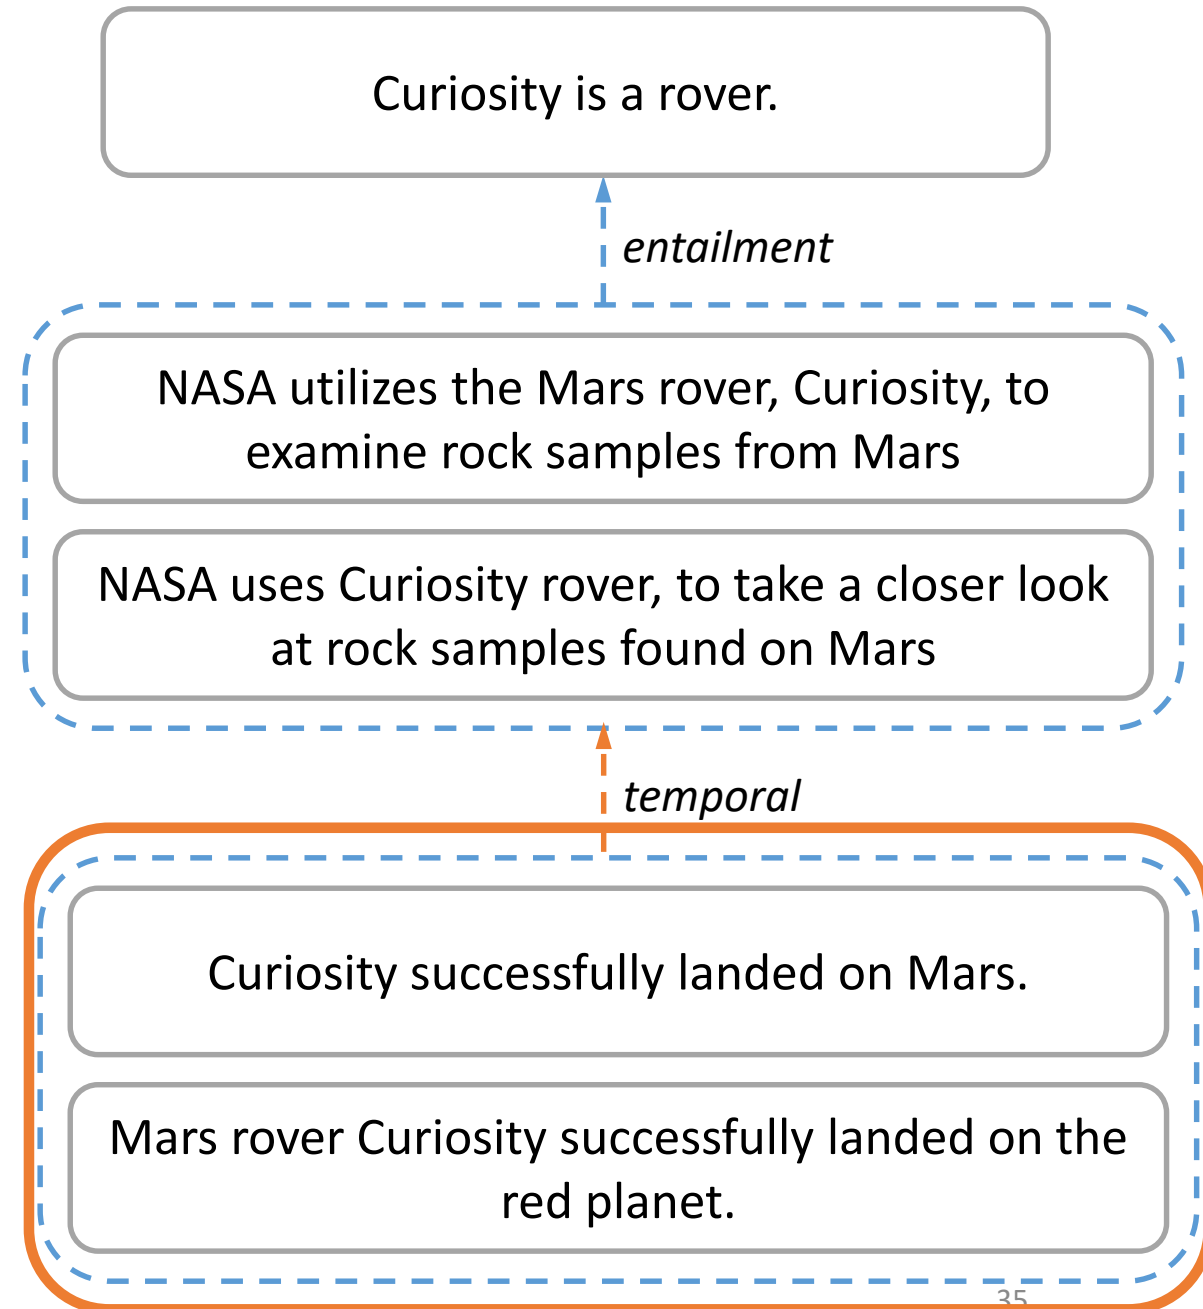 Curiosity is a rover.
entailment
NASA utilizes the Mars rover, Curiosity, to
examine rock samples from Mars
NASA uses Curiosity rover, to take a closer look
at rock samples found on Mars
temporal
Curiosity successfully landed on Mars.
Mars rover Curiosity successfully landed on the
red planet.
35